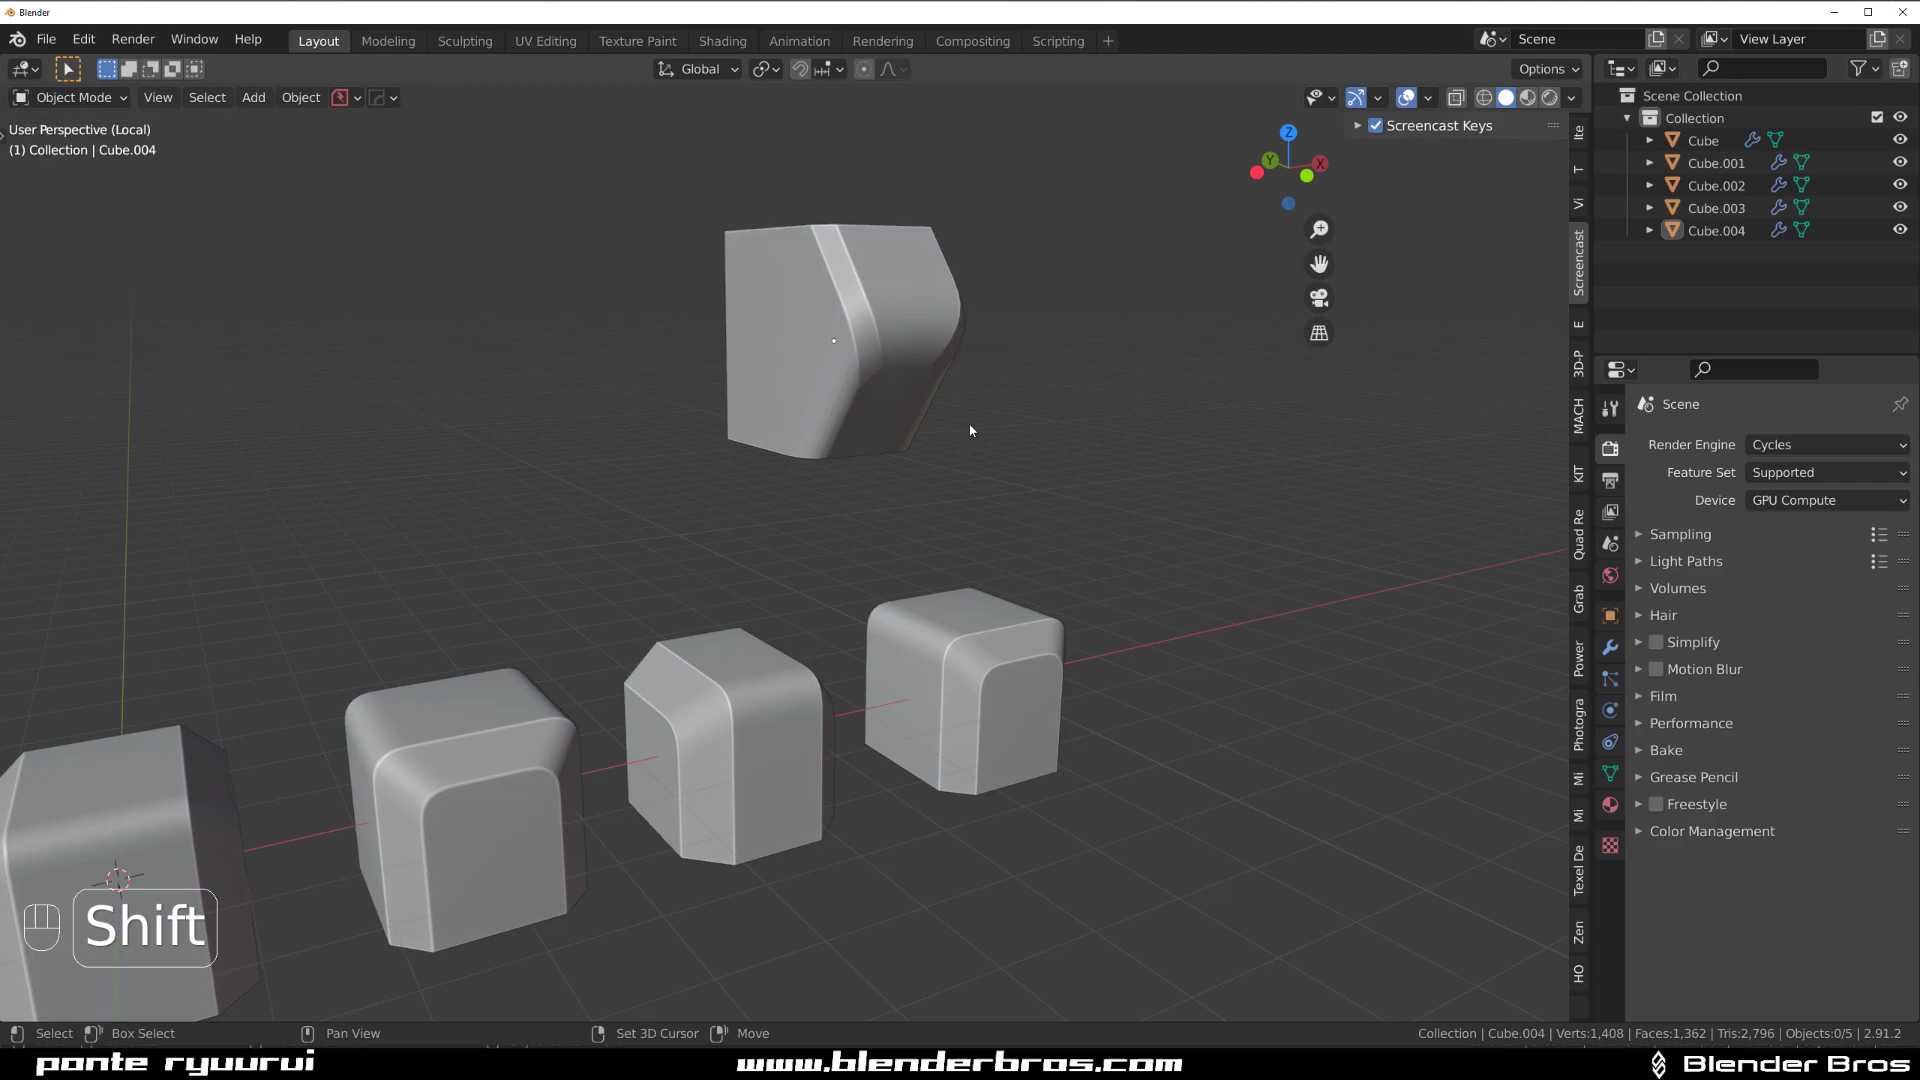 Blender
File Edit Render Window Help
Layout Modeling Sculpting UV Editing Texture Paint Shading Animation Rendering Compositing Scripting +
Scene
View Layer
Global
Options
Object Mode View Select Add Object
User Perspective (Local)
(1) Collection | Cube.004
Screencast Keys
Z
Y
X
Ite
T
Vi
Screencast
E
3D-P
MACH
KIT
Quad Re
Grab
Power
Photogra
Mi
Mi
Texel De
Zen
HO
Scene Collection
Collection
Cube
Cube.001
Cube.002
Cube.003
Cube.004
Scene
Render Engine Cycles
Feature Set Supported
Device GPU Compute
Sampling
Light Paths
Volumes
Hair
Simplify
Motion Blur
Film
Performance
Bake
Grease Pencil
Freestyle
Color Management
Shift
Select Box Select Pan View Set 3D Cursor Move
Collection | Cube.004 | Verts:1,408 | Faces:1,362 | Tris:2,796 | Objects:0/5 | 2.91.2
ponte ryuurui www.blenderbros.com Blender Bros